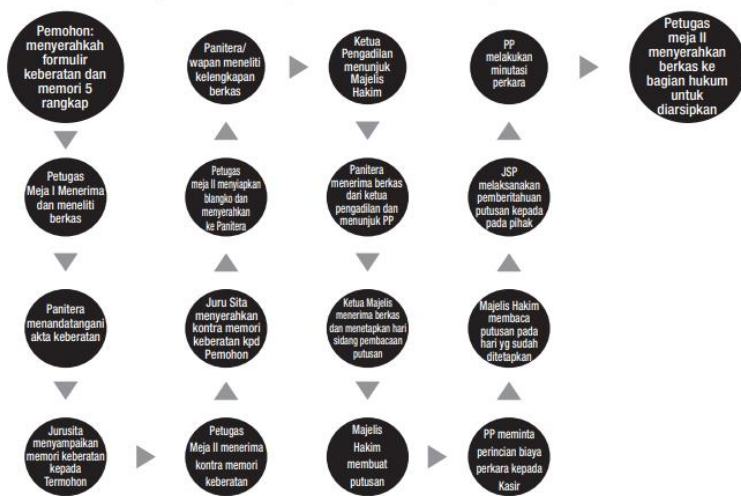 Pemohon:
menyerahkah
formulir
keberatan dan
memori 5
rangkap
Petugas
Meja I Menerima
dan meneliti
berkas
Panitera
menandatangani
akta keberatan
Jurusita
menyampaikan
memori keberatan
kepada
Termohon
Petugas
Meja II menerima
kontra memori
keberatan
Juru Sita
menyerahkan
kontra memori
keberatan kpd
Pemohon
Petugas
meja II menyiapkan
blangko dan
menyerahkan
ke Panitera
Panitera/
wapan meneliti
kelengkapan
berkas
Ketua
Pengadilan
menunjuk
Majelis
Hakim
Panitera
menerima berkas
dari ketua
pengadilan dan
menunjuk PP
Ketua Majelis
menerima berkas
dan menetapkan hari
sidang pembacaan
putusan
Majelis
Hakim
membuat
putusan
PP meminta
perincian biaya
perkara kepada
Kasir
Majelis Hakim
membaca
putusan pada
hari yg sudah
ditetapkan
JSP
melaksanakan
pemberitahuan
putusan kepada
pada pihak
PP
melakukan
minutasi
perkara
Petugas
meja II
menyerahkan
berkas ke
bagian hukum
untuk
diarsipkan